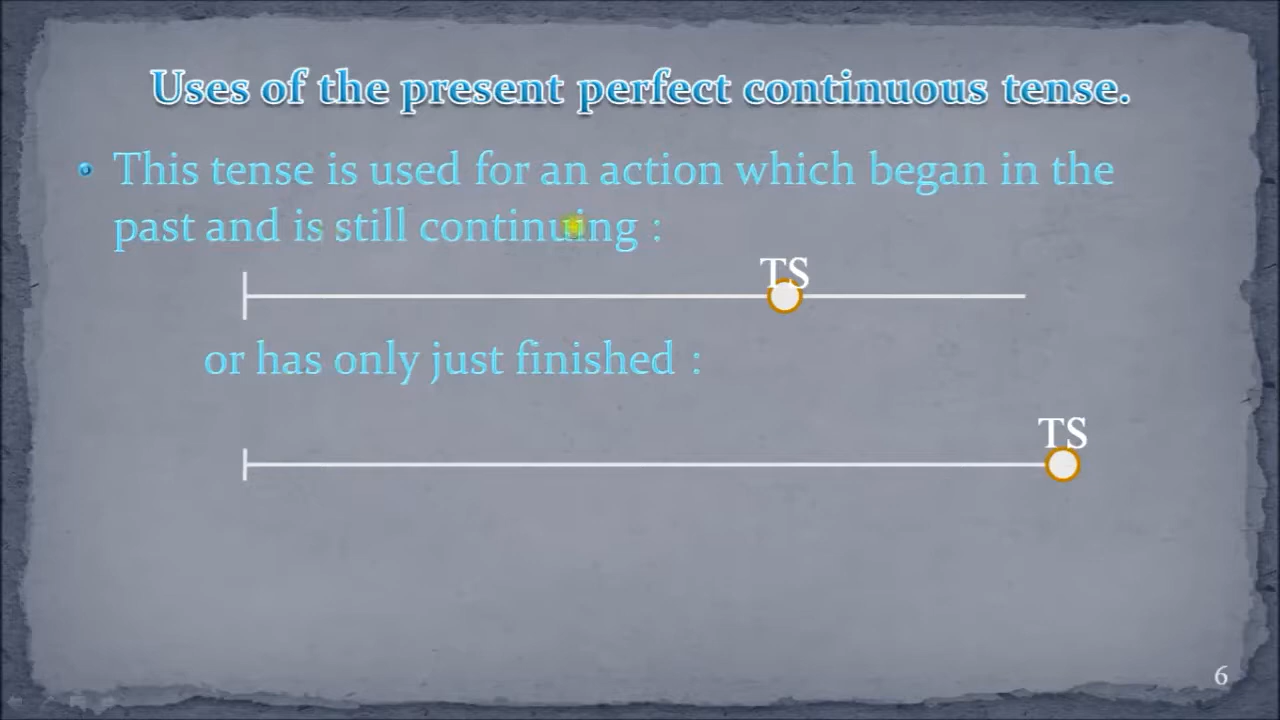 Uses of the present perfect continuous tense.
• This tense is used for an action which began in the
past and is still continuing :
TS
or has only just finished :
TS
6